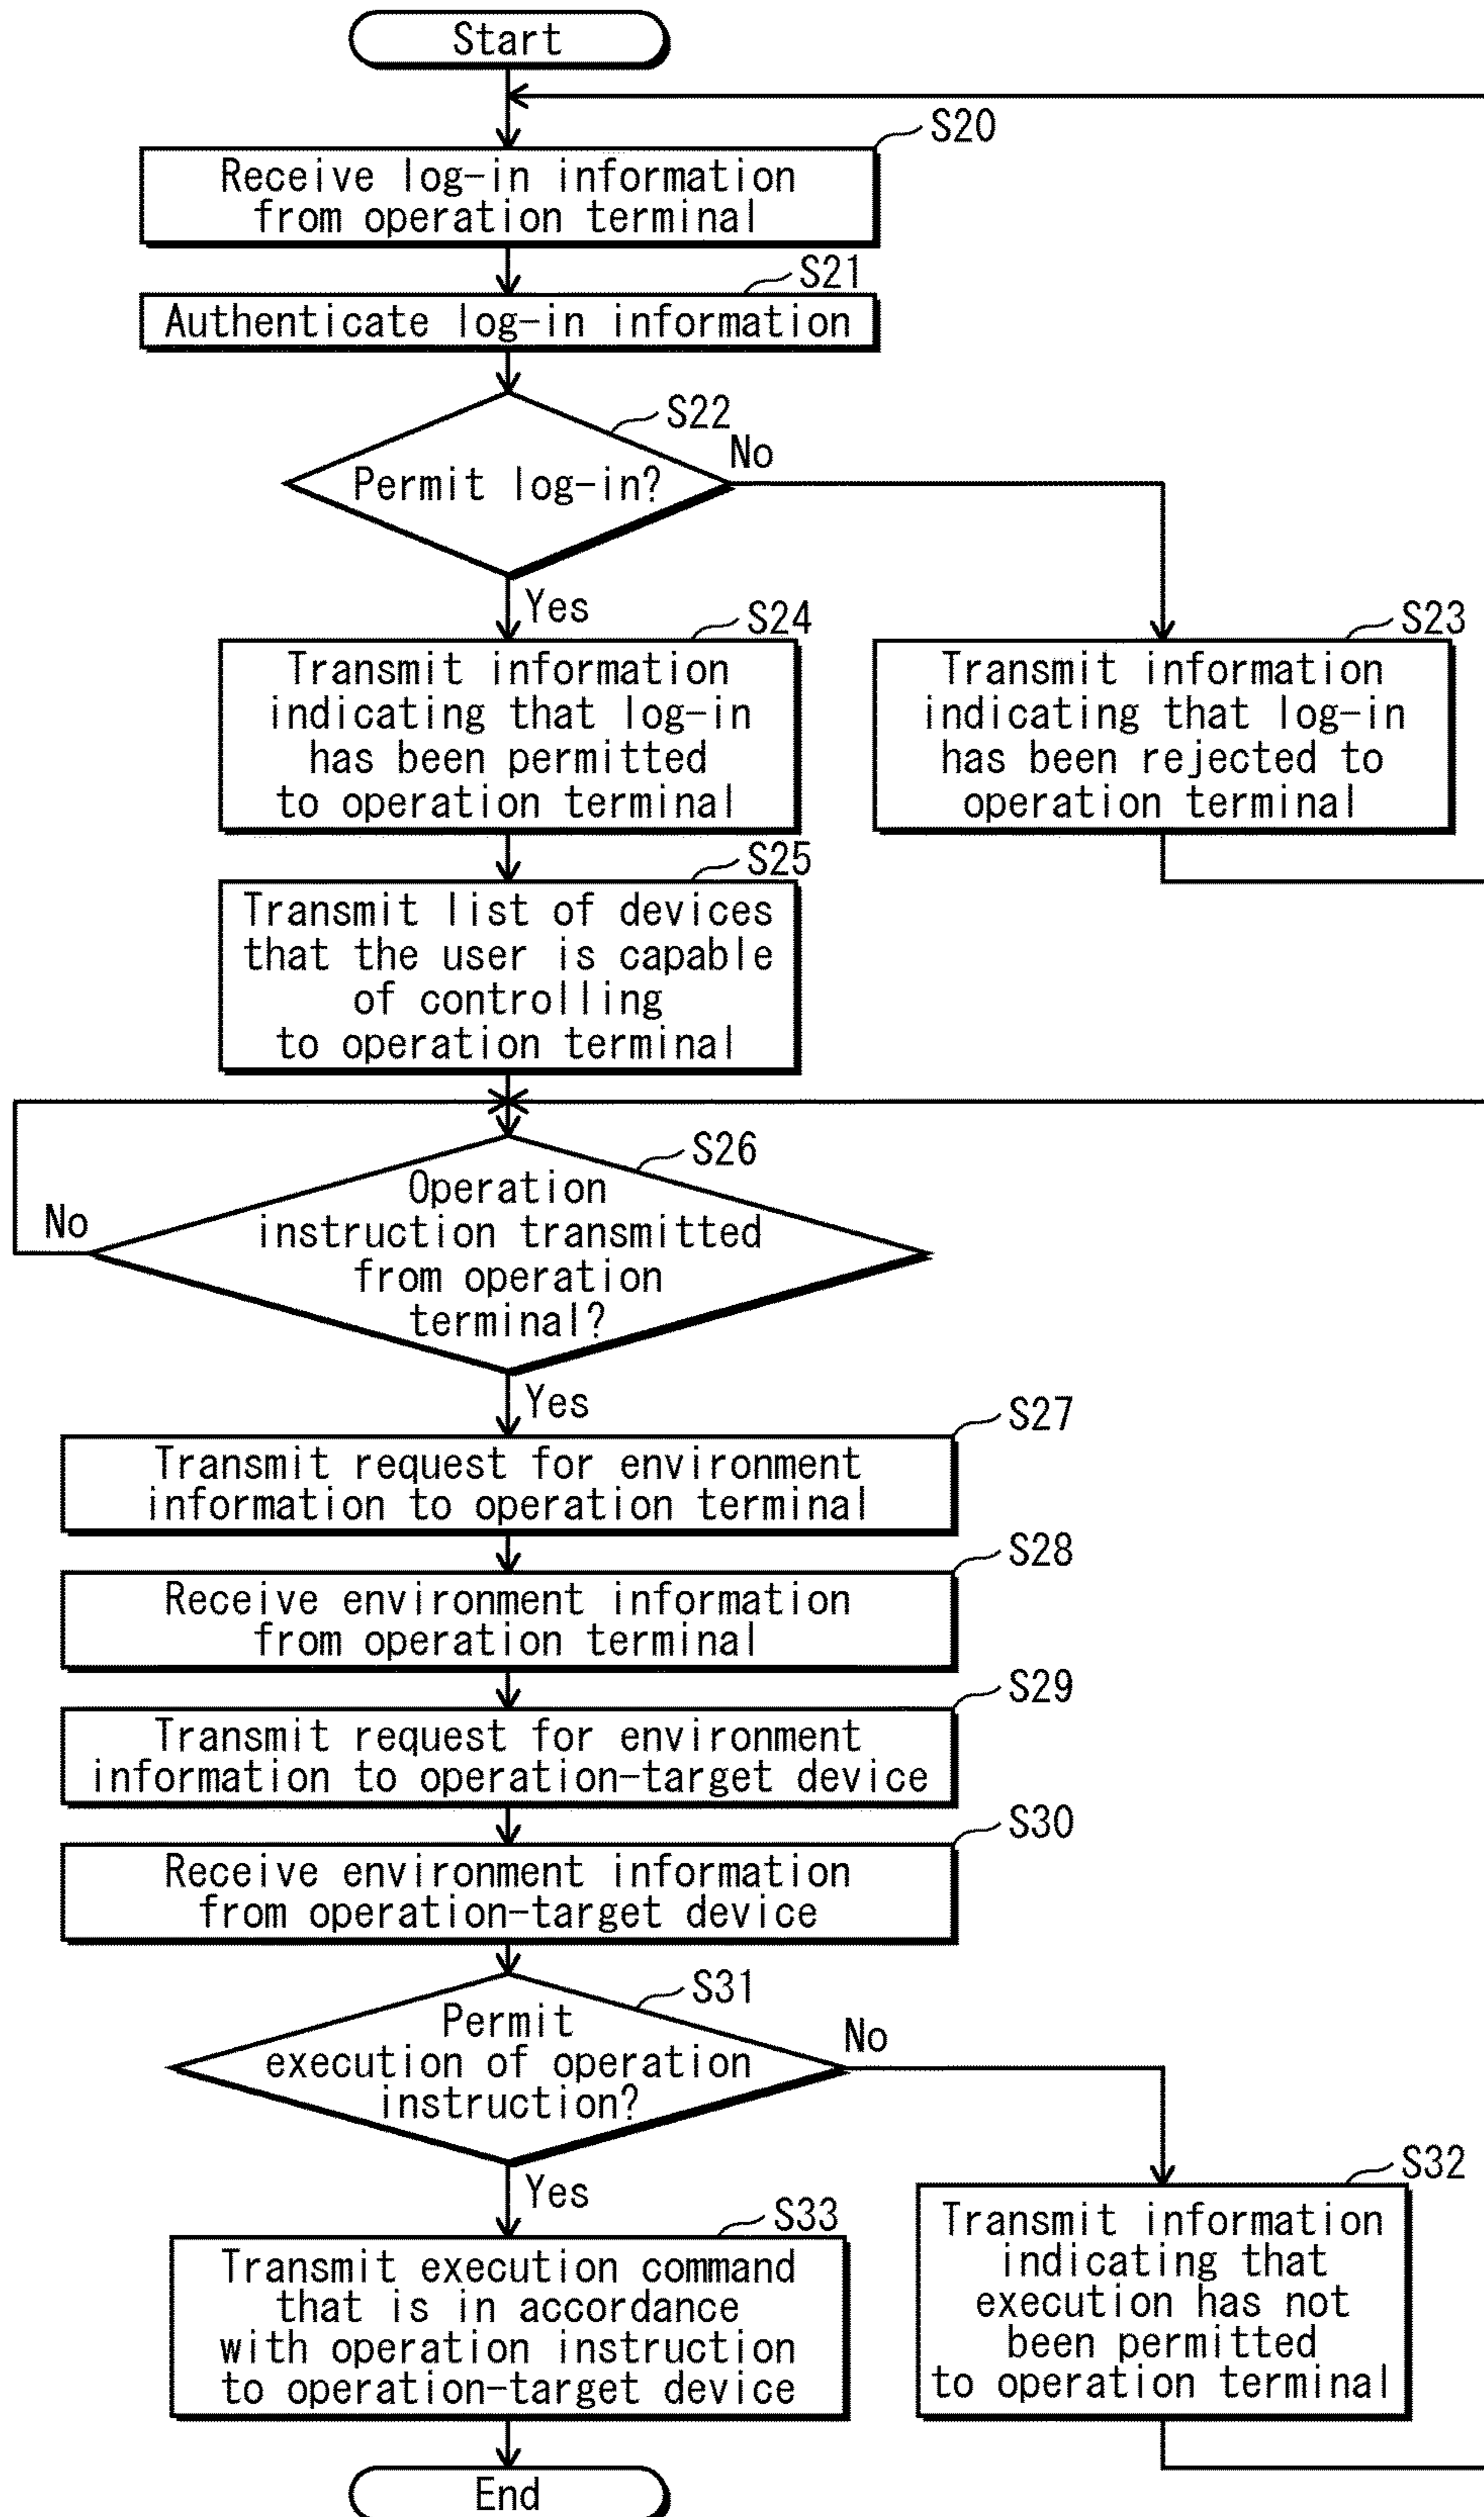 Start
S20
Receive log-in information
from operation terminal
S21
Authenticate log-in information
S22
Permit log-in?
No
Yes
S24
Transmit information
indicating that log-in
has been permitted
to operation terminal
S23
Transmit information
indicating that log-in
has been rejected to
operation terminal
S25
Transmit list of devices
that the user is capable
of controlling
to operation terminal
S26
Operation
instruction transmitted
from operation
terminal?
No
Yes
S27
Transmit request for environment
information to operation terminal
S28
Receive environment information
from operation terminal
S29
Transmit request for environment
information to operation-target device
S30
Receive environment information
from operation-target device
S31
Permit
execution of operation
instruction?
No
Yes
S33
Transmit execution command
that is in accordance
with operation instruction
to operation-target device
S32
Transmit information
indicating that
execution has not
been permitted
to operation terminal
End